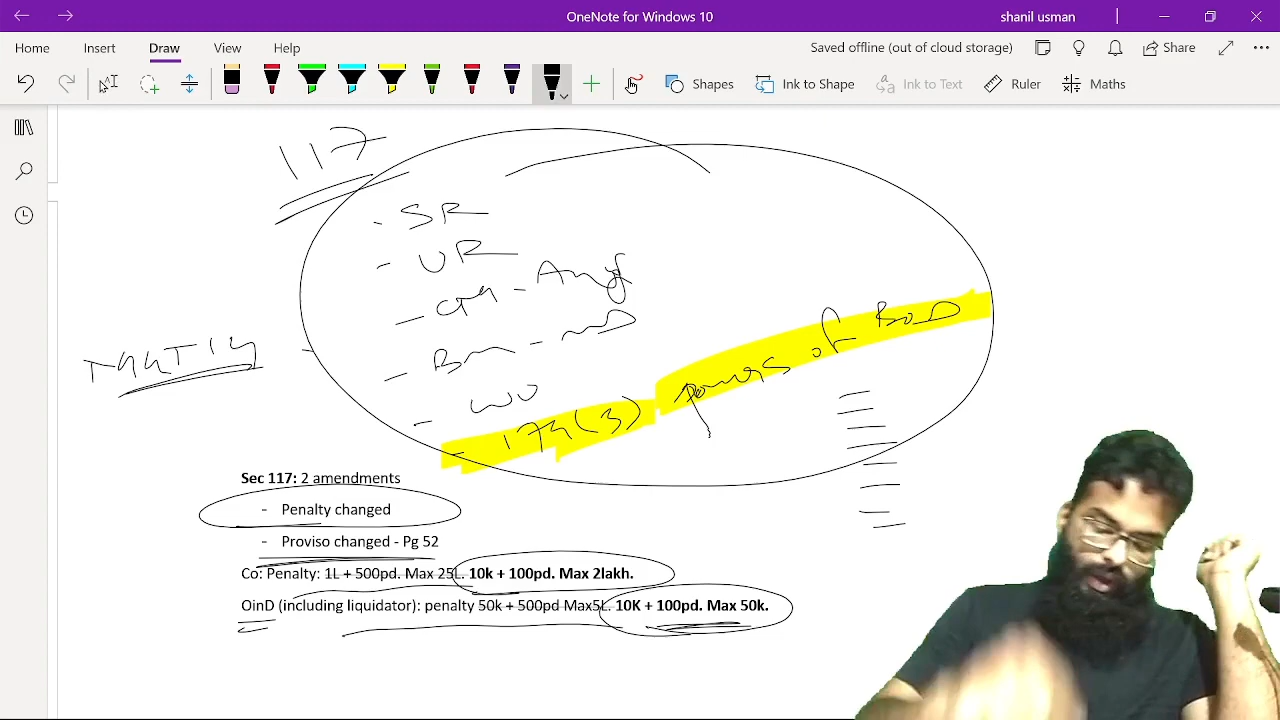 OneNote for Windows 10
shanil usman
Home Insert Draw View Help
Saved offline (out of cloud storage) Share
Shapes Ink to Shape Ink to Text Ruler Maths
117
- SR
- UR
- BM - MD
- WU
- 179(3) powers of BOD
Sec 117: 2 amendments
- Penalty changed
- Proviso changed - Pg 52
Co: Penalty: 1L + 500pd. Max 25L. 10k + 100pd. Max 2lakh.
OinD (including liquidator): penalty 50k + 500pd Max5L. 10K + 100pd. Max 50k.